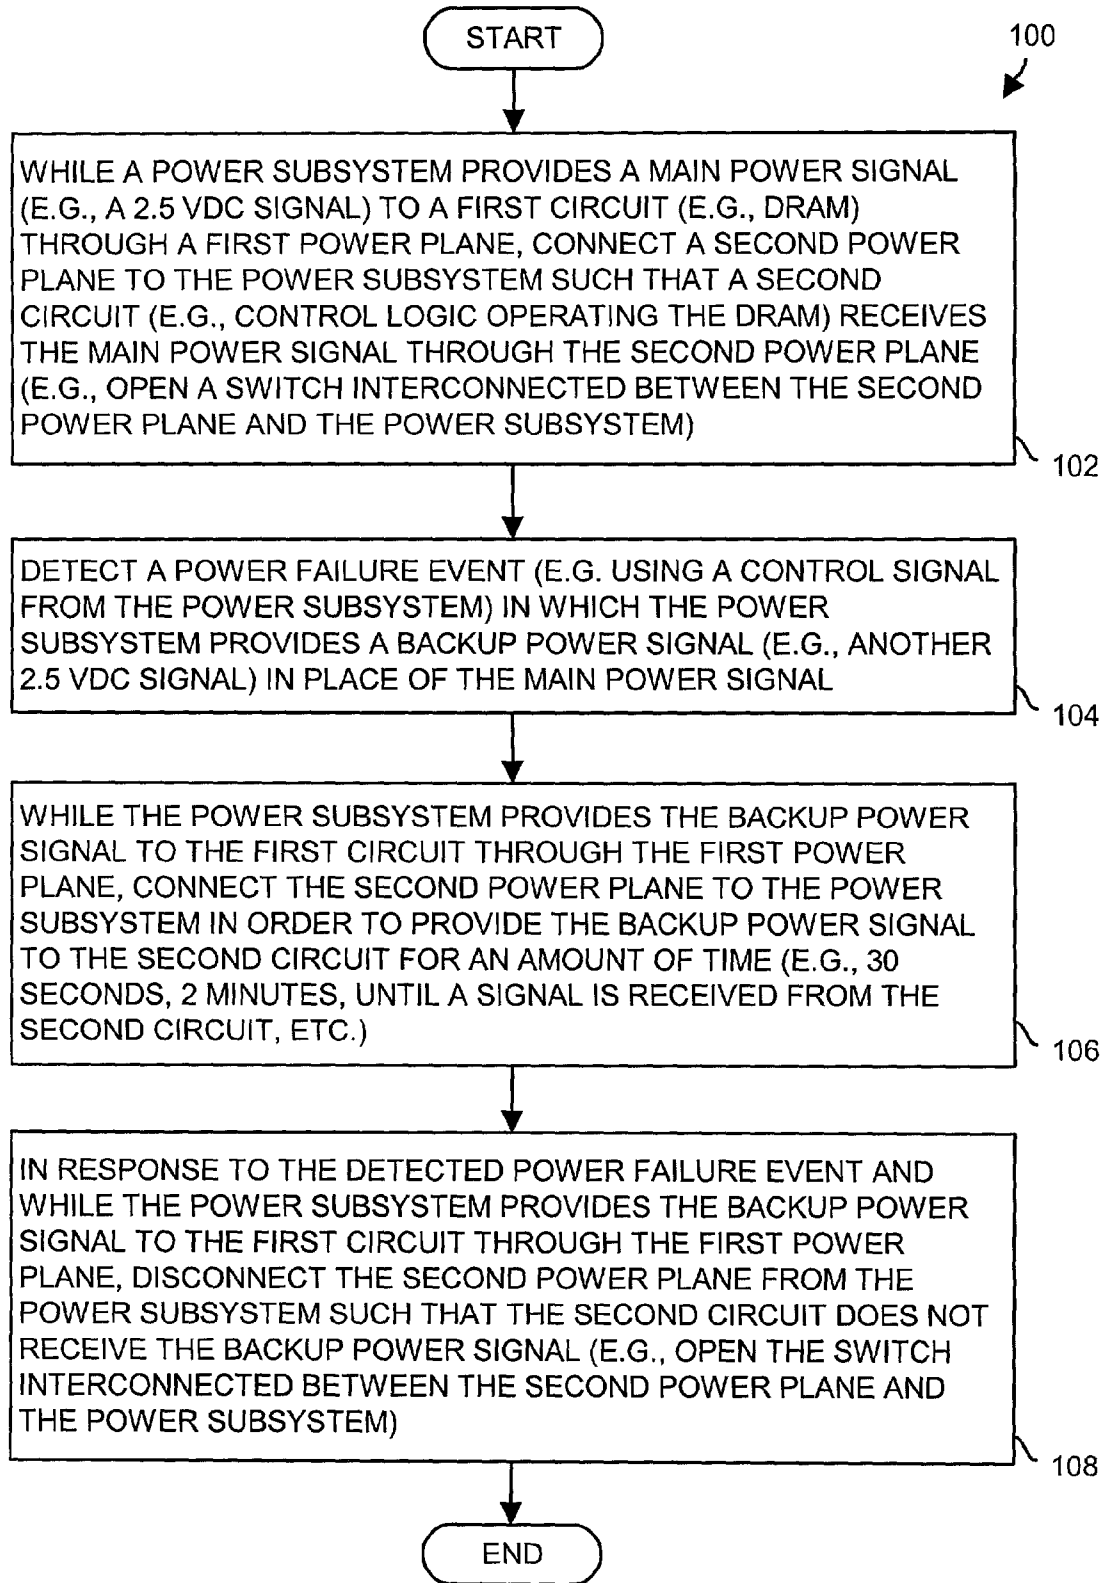 START
100
WHILE A POWER SUBSYSTEM PROVIDES A MAIN POWER SIGNAL
(E.G., A 2.5 VDC SIGNAL) TO A FIRST CIRCUIT (E.G., DRAM)
THROUGH A FIRST POWER PLANE, CONNECT A SECOND POWER
PLANE TO THE POWER SUBSYSTEM SUCH THAT A SECOND
CIRCUIT (E.G., CONTROL LOGIC OPERATING THE DRAM) RECEIVES
THE MAIN POWER SIGNAL THROUGH THE SECOND POWER PLANE
(E.G., OPEN A SWITCH INTERCONNECTED BETWEEN THE SECOND
POWER PLANE AND THE POWER SUBSYSTEM)
102
DETECT A POWER FAILURE EVENT (E.G. USING A CONTROL SIGNAL
FROM THE POWER SUBSYSTEM) IN WHICH THE POWER
SUBSYSTEM PROVIDES A BACKUP POWER SIGNAL (E.G., ANOTHER
2.5 VDC SIGNAL) IN PLACE OF THE MAIN POWER SIGNAL
104
WHILE THE POWER SUBSYSTEM PROVIDES THE BACKUP POWER
SIGNAL TO THE FIRST CIRCUIT THROUGH THE FIRST POWER
PLANE, CONNECT THE SECOND POWER PLANE TO THE POWER
SUBSYSTEM IN ORDER TO PROVIDE THE BACKUP POWER SIGNAL
TO THE SECOND CIRCUIT FOR AN AMOUNT OF TIME (E.G., 30
SECONDS, 2 MINUTES, UNTIL A SIGNAL IS RECEIVED FROM THE
SECOND CIRCUIT, ETC.)
106
IN RESPONSE TO THE DETECTED POWER FAILURE EVENT AND
WHILE THE POWER SUBSYSTEM PROVIDES THE BACKUP POWER
SIGNAL TO THE FIRST CIRCUIT THROUGH THE FIRST POWER
PLANE, DISCONNECT THE SECOND POWER PLANE FROM THE
POWER SUBSYSTEM SUCH THAT THE SECOND CIRCUIT DOES NOT
RECEIVE THE BACKUP POWER SIGNAL (E.G., OPEN THE SWITCH
INTERCONNECTED BETWEEN THE SECOND POWER PLANE AND
THE POWER SUBSYSTEM)
108
END